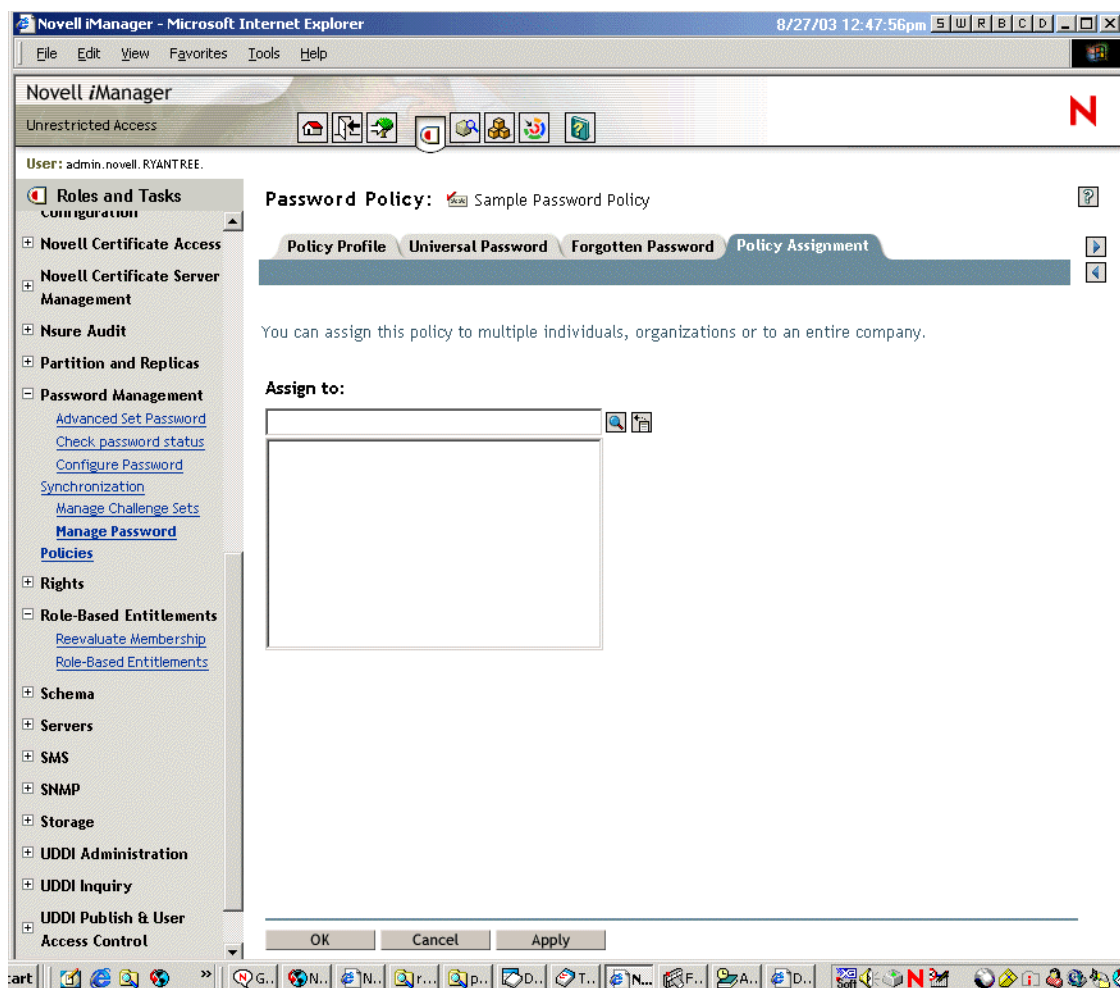 Novell iManager - Microsoft Internet Explorer
8/27/03 12:47:56pm S W R B C D
File Edit View Favorites Tools Help
Novell iManager
Unrestricted Access
N
User: admin.novell.RYANTREE.
Roles and Tasks
Configuration
Novell Certificate Access
Novell Certificate Server
Management
Nsure Audit
Partition and Replicas
Password Management
Advanced Set Password
Check password status
Configure Password
Synchronization
Manage Challenge Sets
Manage Password
Policies
Rights
Role-Based Entitlements
Reevaluate Membership
Role-Based Entitlements
Schema
Servers
SMS
SNMP
Storage
UDDI Administration
UDDI Inquiry
UDDI Publish & User
Access Control
Password Policy: Sample Password Policy
Policy Profile Universal Password Forgotten Password Policy Assignment
You can assign this policy to multiple individuals, organizations or to an entire company.
Assign to:
OK Cancel Apply
:art » G.. N.. N.. r... p.. D.. T.. N... F.. A.. D..